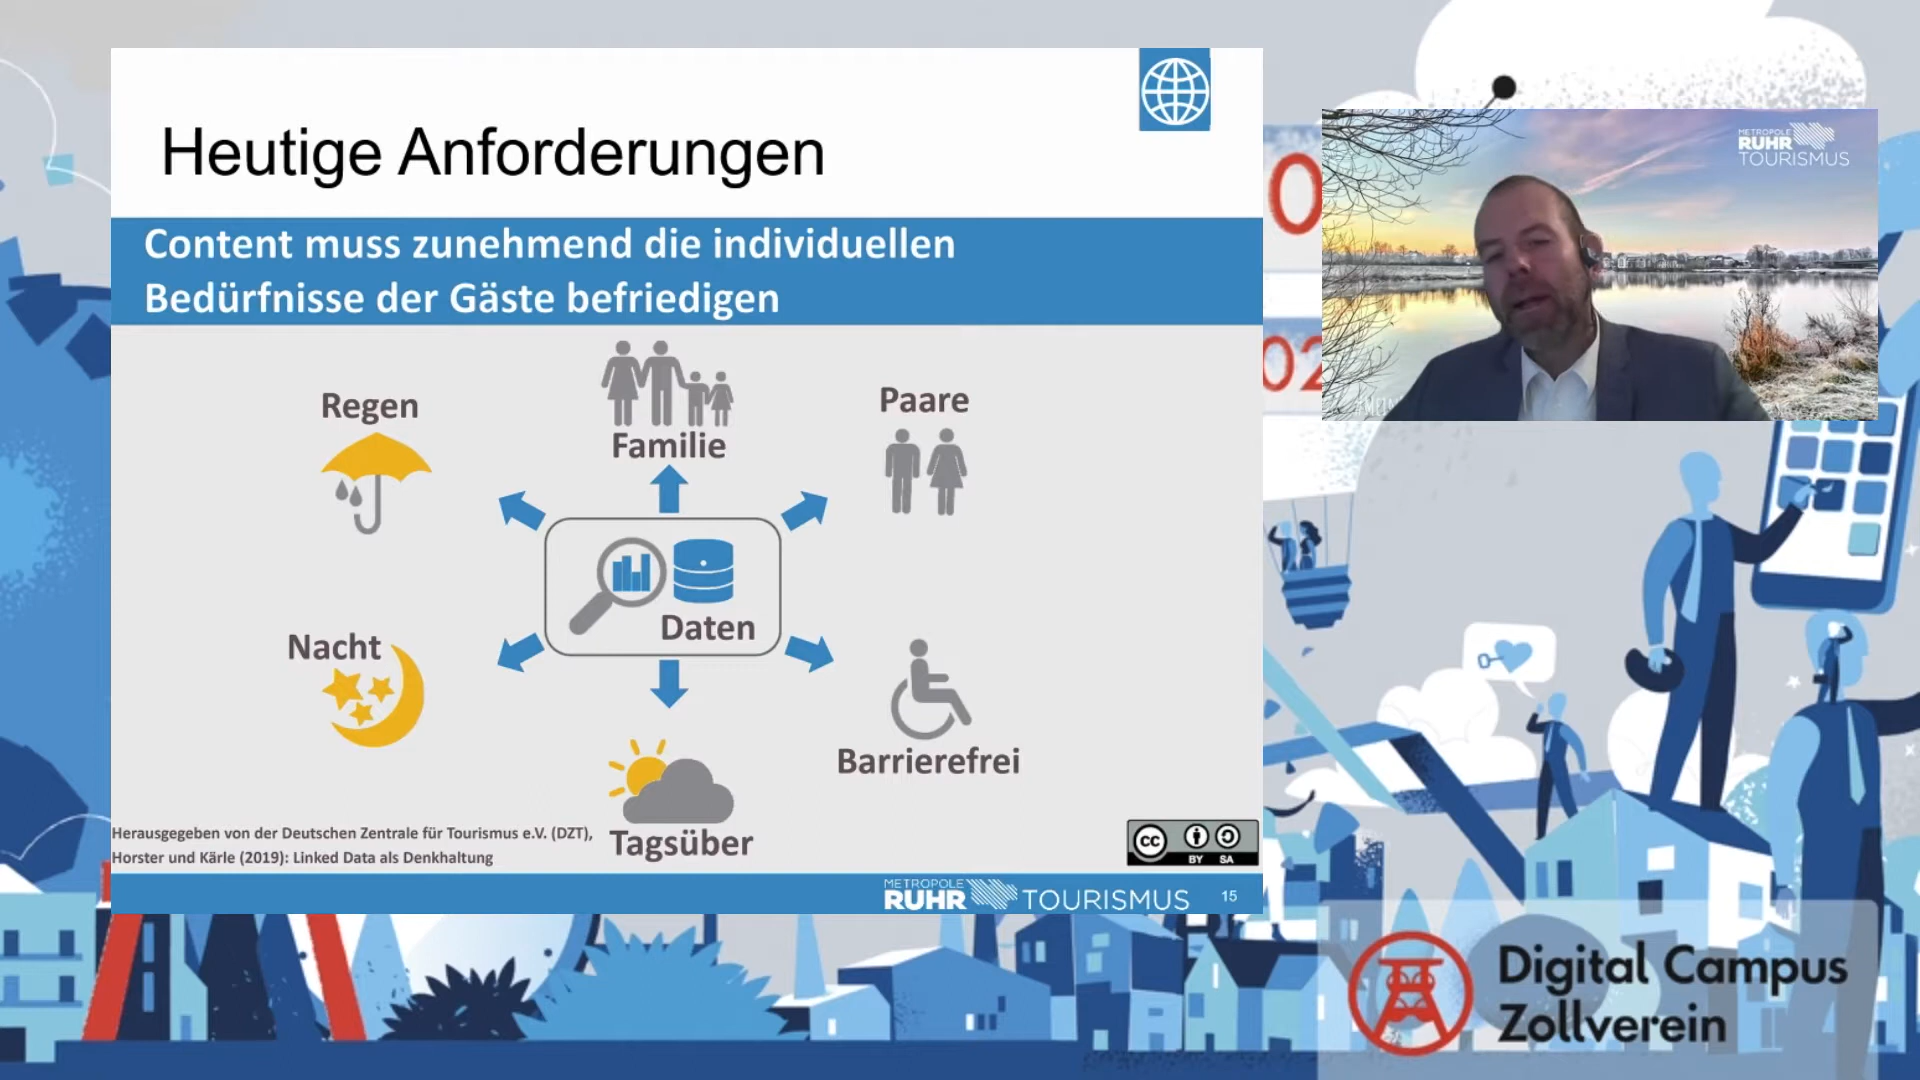 Heutige Anforderungen
Content muss zunehmend die individuellen
Bedürfnisse der Gäste befriedigen
Regen
Familie
Paare
Daten
Nacht
Barrierefrei
Tagsüber
Herausgegeben von der Deutschen Zentrale für Tourismus e.V. (DZT),
Horster und Kärle (2019): Linked Data als Denkhaltung
cc
BY SA
METROPOLE
RUHR TOURISMUS
15
METROPOLE
RUHR
TOURISMUS
Digital Campus
Zollverein